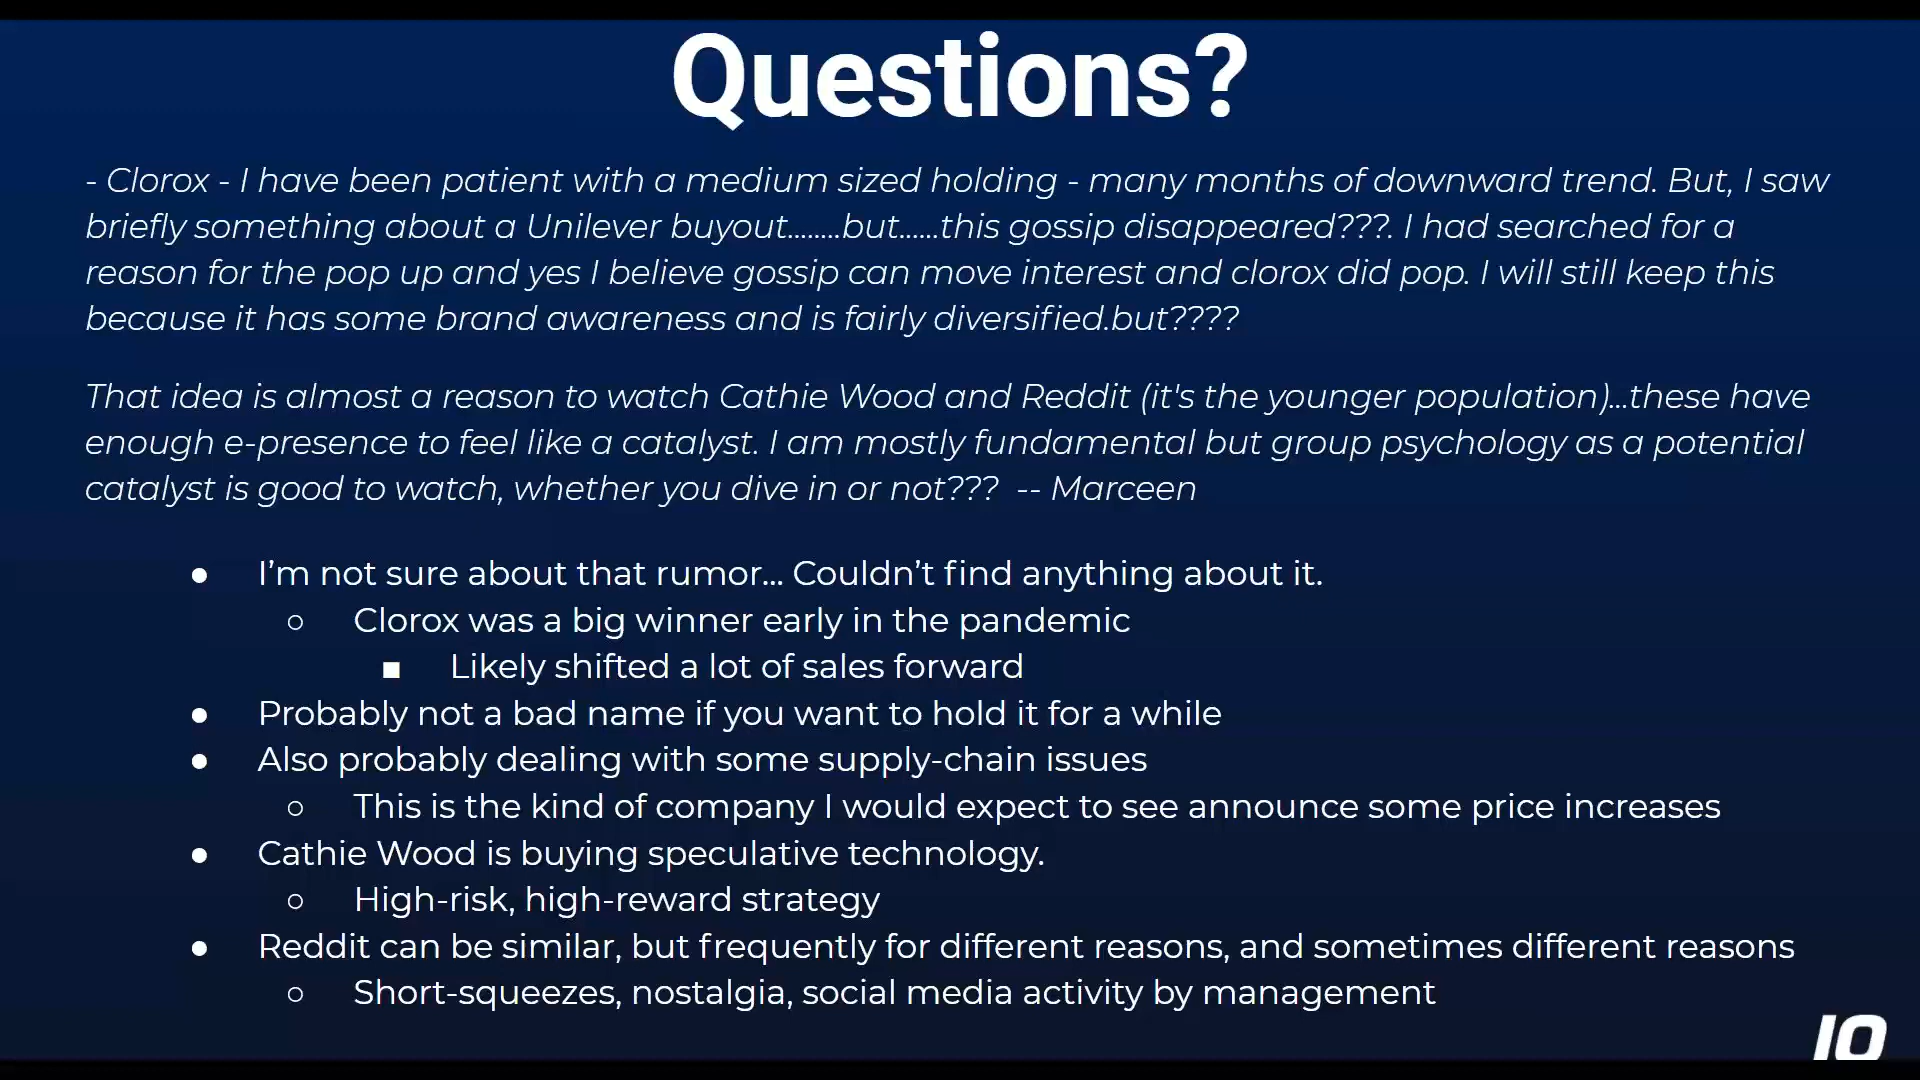 Questions?
- Clorox - I have been patient with a medium sized holding - many months of downward trend. But, I saw
briefly something about a Unilever buyout........but......this gossip disappeared???. I had searched for a
reason for the pop up and yes I believe gossip can move interest and clorox did pop. I will still keep this
because it has some brand awareness and is fairly diversified.but????
That idea is almost a reason to watch Cathie Wood and Reddit (it's the younger population)...these have
enough e-presence to feel like a catalyst. I am mostly fundamental but group psychology as a potential
catalyst is good to watch, whether you dive in or not??? -- Marceen
● I’m not sure about that rumor... Couldn’t find anything about it.
○ Clorox was a big winner early in the pandemic
■ Likely shifted a lot of sales forward
● Probably not a bad name if you want to hold it for a while
● Also probably dealing with some supply-chain issues
○ This is the kind of company I would expect to see announce some price increases
● Cathie Wood is buying speculative technology.
○ High-risk, high-reward strategy
● Reddit can be similar, but frequently for different reasons, and sometimes different reasons
○ Short-squeezes, nostalgia, social media activity by management
IO